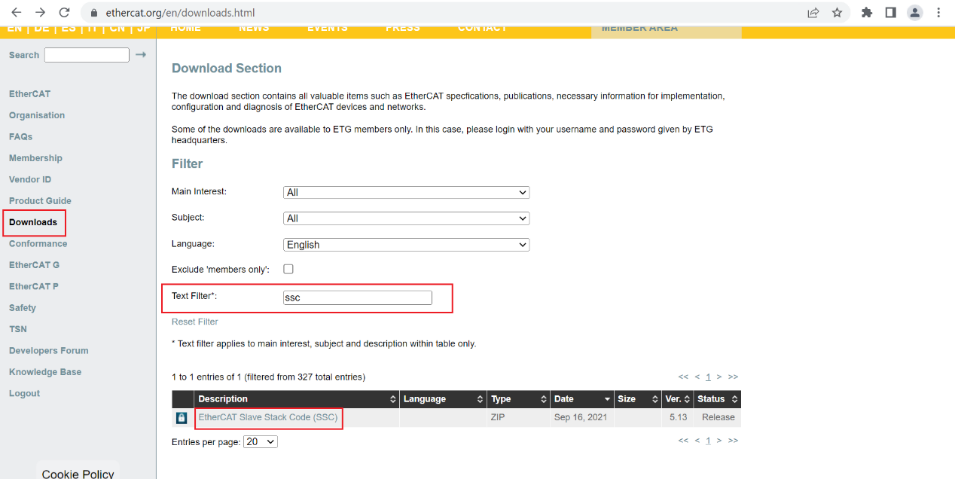 ethercat.org/en/downloads.html
EN | DE | ES | IT | CN | JP HOME NEWS EVENTS PRESS CONTACT MEMBER AREA
Search
EtherCAT
Organisation
FAQs
Membership
Vendor ID
Product Guide
Downloads
Conformance
EtherCAT G
EtherCAT P
Safety
TSN
Developers Forum
Knowledge Base
Logout
Cookie Policy
Download Section
The download section contains all valuable items such as EtherCAT specfications, publications, necessary information for implementation,
configuration and diagnosis of EtherCAT devices and networks.
Some of the downloads are available to ETG members only. In this case, please login with your username and password given by ETG
headquarters.
Filter
Main Interest: All
Subject: All
Language: English
Exclude 'members only':
Text Filter*: ssc
Reset Filter
* Text filter applies to main interest, subject and description within table only.
1 to 1 entries of 1 (filtered from 327 total entries) << < 1 > >>
Description Language Type Date Size Ver. Status
EtherCAT Slave Stack Code (SSC) ZIP Sep 16, 2021 5.13 Release
Entries per page: 20 << < 1 > >>